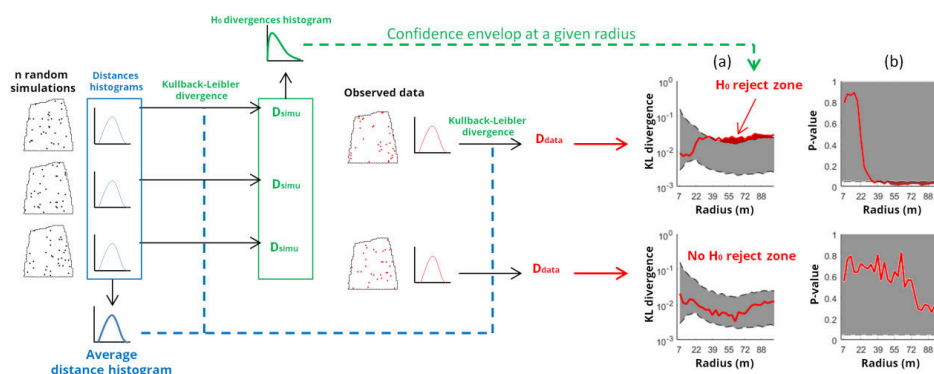 H₀ divergences histogram
Confidence envelop at a given radius
n random
simulations
Distances
histograms
Kullback-Leibler
divergence
Dsimu
Dsimu
Dsimu
Average
distance histogram
Observed data
Kullback-Leibler
divergence
Ddata
Ddata
(a)
H₀ reject zone
KL divergence
10⁰
10⁻¹
10⁻²
10⁻³
7 22 39 55 72 88
Radius (m)
(b)
P-value
1
0.8
0.6
0.4
0.2
0
7 22 39 55 72 88
Radius (m)
No H₀ reject zone
KL divergence
10⁰
10⁻¹
10⁻²
10⁻³
7 22 39 55 72 88
Radius (m)
P-value
1
0.8
0.6
0.4
0.2
0
7 22 39 55 72 88
Radius (m)